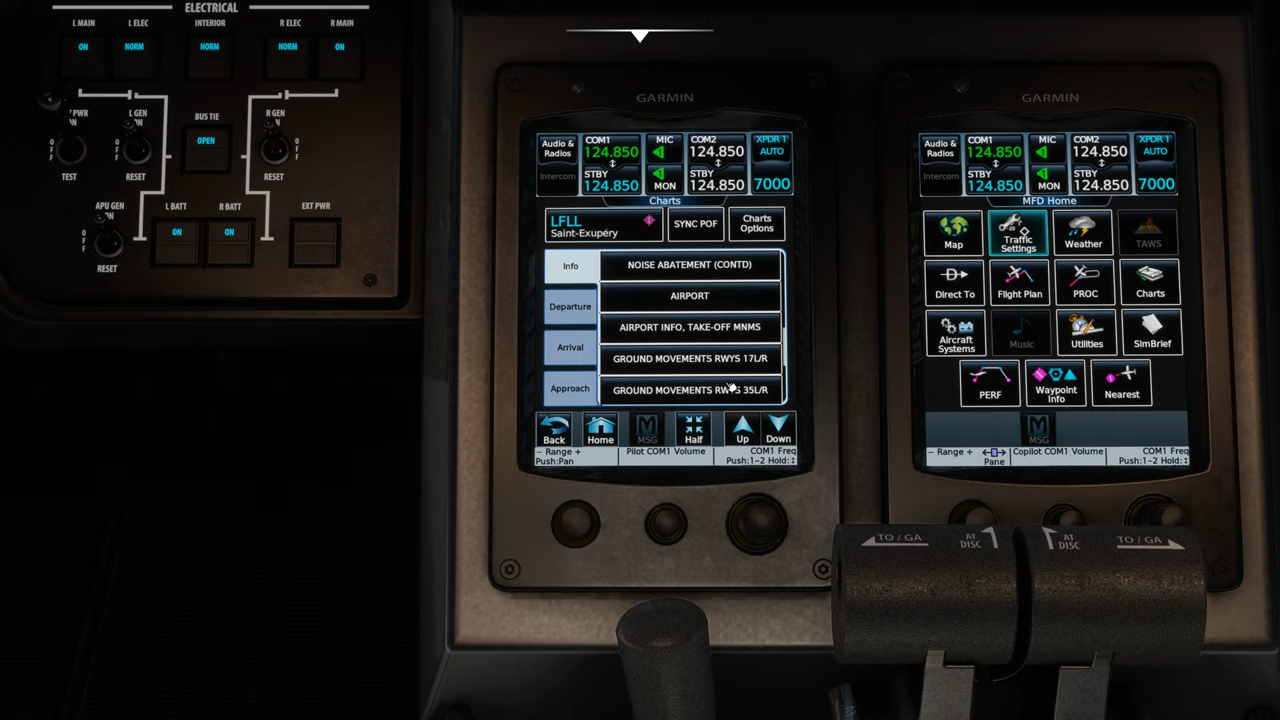 ELECTRICAL
L MAIN
L ELEC
INTERIOR
R ELEC
R MAIN
ON
NORM
NORM
NORM
ON
L GEN
BUS TIE
R GEN
OFF
OFF
OPEN
OFF
TEST
RESET
RESET
APU GEN
L BATT
R BATT
EXT PWR
OFF
ON
ON
RESET
GARMIN
Audio & Radios
Intercom
COM1
124.850
STBY
124.850
MIC
MON
COM2
124.850
STBY
124.850
XPDR 1
AUTO
7000
Charts
LFLL
Saint-Exupéry
SYNC POF
Charts Options
Info
Departure
Arrival
Approach
NOISE ABATEMENT (CONTD)
AIRPORT
AIRPORT INFO, TAKE-OFF MNMS
GROUND MOVEMENTS RWYS 17L/R
GROUND MOVEMENTS RWYS 35L/R
Back
Home
MSG
Half
Up
Down
− Range +
Push:Pan
Pilot COM1 Volume
COM1 Freq
Push:1–2 Hold:↕
GARMIN
Audio & Radios
Intercom
COM1
124.850
STBY
124.850
MIC
MON
COM2
124.850
STBY
124.850
XPDR 1
AUTO
7000
MFD Home
Map
Traffic Settings
Weather
TAWS
Direct To
Flight Plan
PROC
Charts
Aircraft Systems
Music
Utilities
SimBrief
PERF
Waypoint Info
Nearest
MSG
− Range +
Pane
Copilot COM1 Volume
COM1 Freq
Push:1–2 Hold:↕
TO / GA
AT DISC
AT DISC
TO / GA